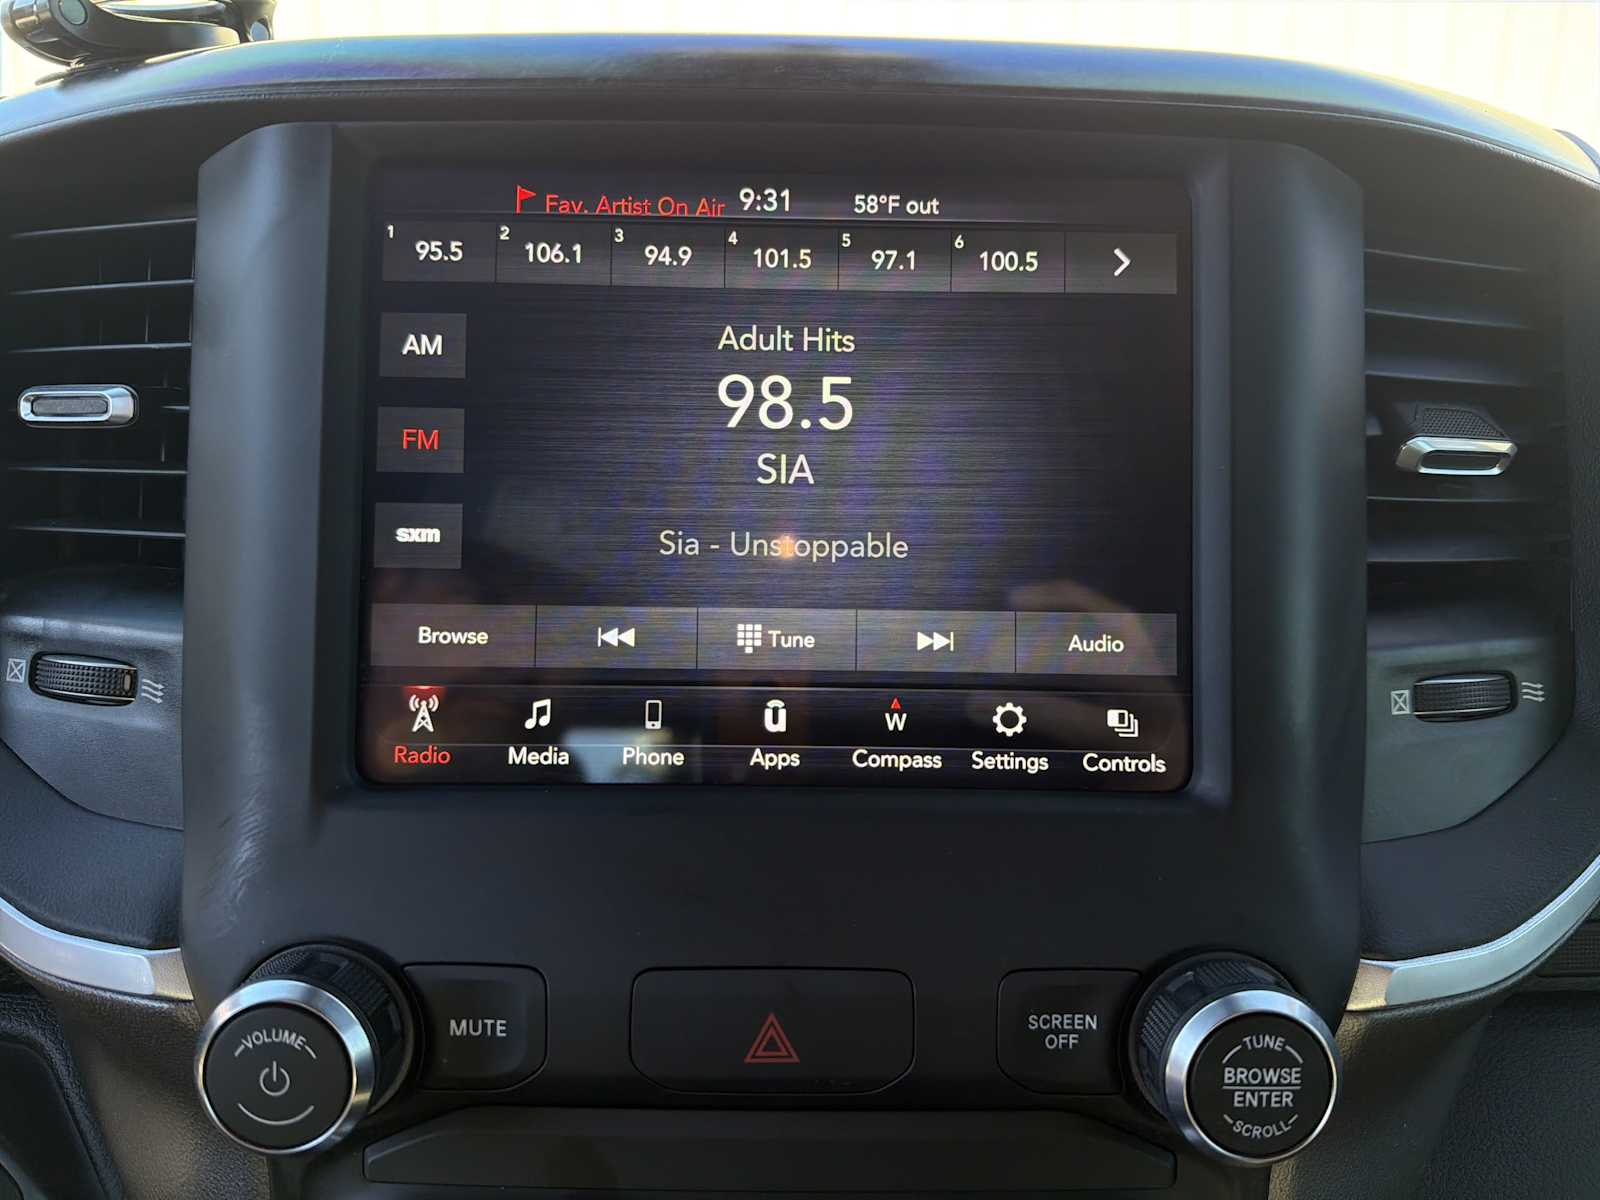 Fav. Artist On Air 9:31 58°F out
1 95.5 2 106.1 3 94.9 4 101.5 5 97.1 6 100.5
AM
Adult Hits
98.5
FM
SIA
sxm
Sia - Unstoppable
Browse Tune Audio
W
Radio Media Phone Apps Compass Settings Controls
VOLUME
MUTE
SCREEN
OFF
TUNE
BROWSE
ENTER
SCROLL